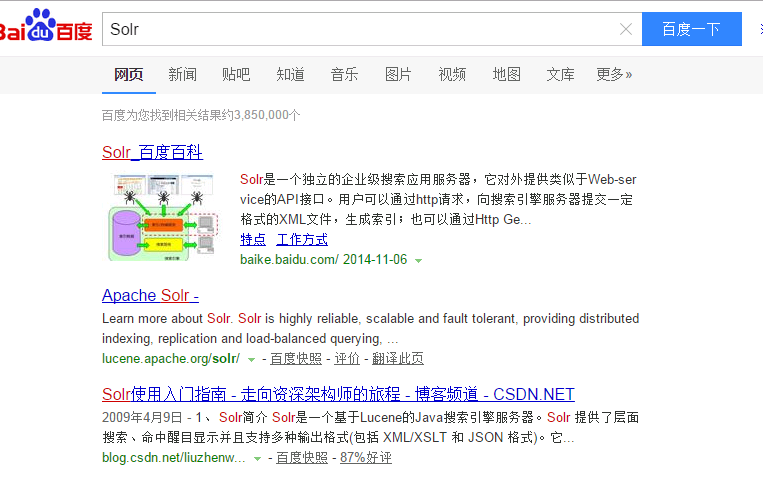 Bai du 百度
Solr
百度一下
网页 新闻 贴吧 知道 音乐 图片 视频 地图 文库 更多»
百度为您找到相关结果约3,850,000个
Solr_百度百科
Solr是一个独立的企业级搜索应用服务器，它对外提供类似于Web-ser
vice的API接口。用户可以通过http请求，向搜索引擎服务器提交一定
格式的XML文件，生成索引；也可以通过Http Ge...
特点 工作方式
baike.baidu.com/ 2014-11-06
Apache Solr -
Learn more about Solr. Solr is highly reliable, scalable and fault tolerant, providing distributed
indexing, replication and load-balanced querying, ...
lucene.apache.org/solr/ - 百度快照 - 评价 - 翻译此页
Solr使用入门指南 - 走向资深架构师的旅程 - 博客频道 - CSDN.NET
2009年4月9日 - 1、 Solr简介 Solr是一个基于Lucene的Java搜索引擎服务器。Solr 提供了层面
搜索、命中醒目显示并且支持多种输出格式(包括 XML/XSLT 和 JSON 格式)。它...
blog.csdn.net/liuzhenw... - 百度快照 - 87%好评